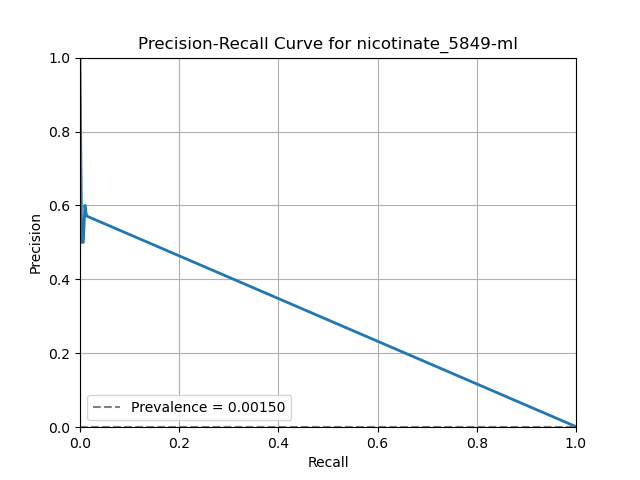 Precision-Recall Curve for nicotinate_5849-ml
1.0
0.8
0.6
0.4
0.2
0.0
Precision
Prevalence = 0.00150
0.0 0.2 0.4 0.6 0.8 1.0
Recall